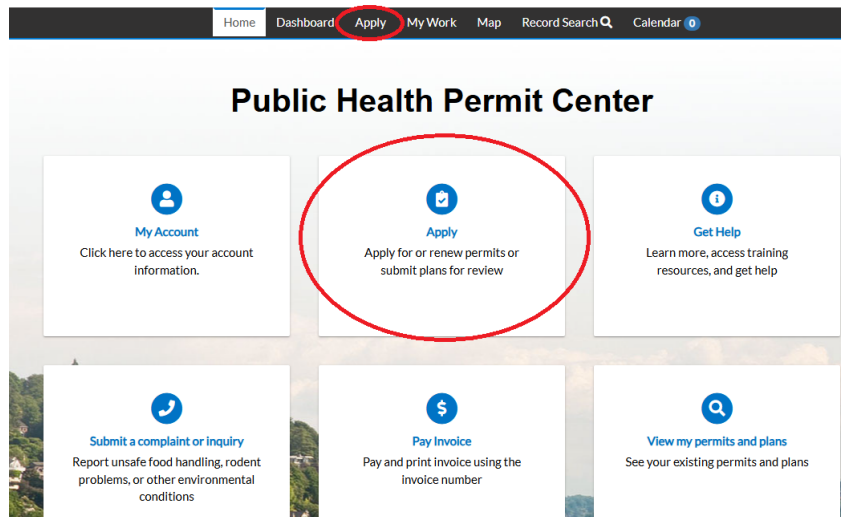 Home Dashboard Apply My Work Map Record Search Calendar 0
Public Health Permit Center
My Account
Click here to access your account
information.
Apply
Apply for or renew permits or
submit plans for review
Get Help
Learn more, access training
resources, and get help
Submit a complaint or inquiry
Report unsafe food handling, rodent
problems, or other environmental
conditions
Pay Invoice
Pay and print invoice using the
invoice number
View my permits and plans
See your existing permits and plans